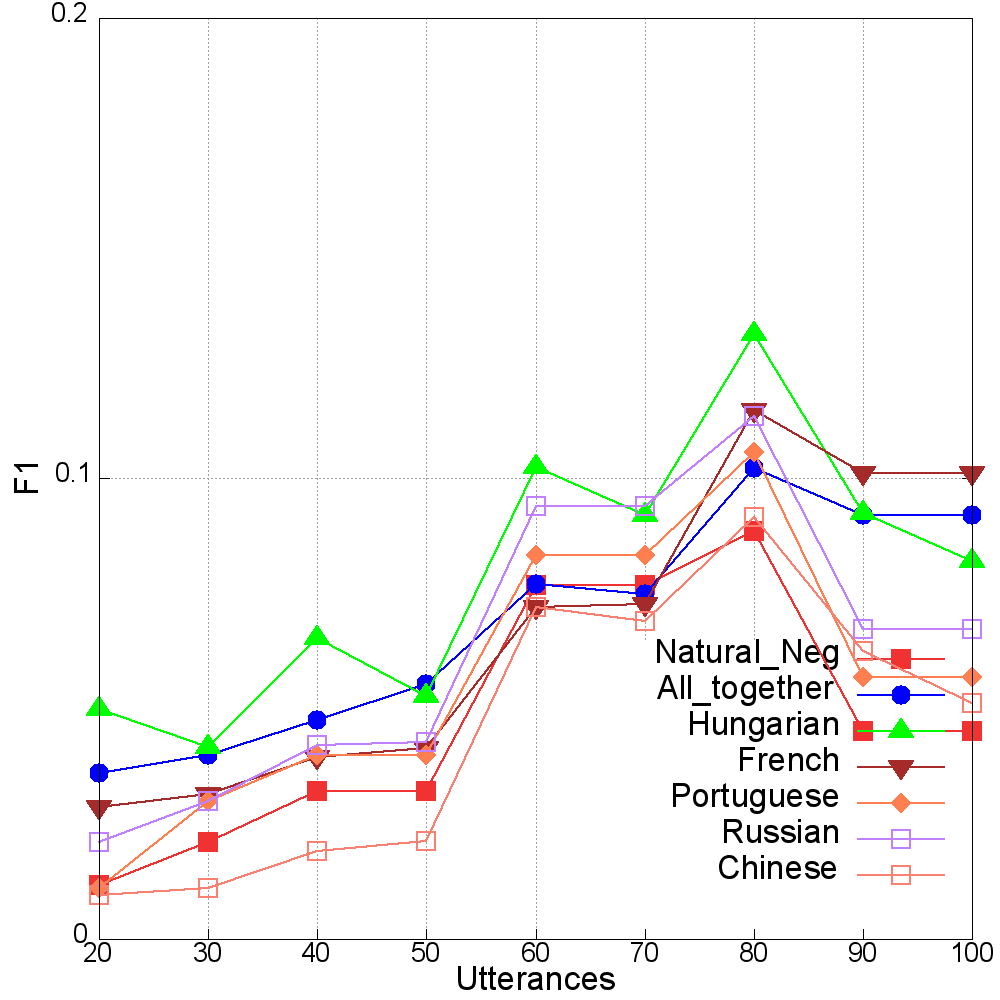 0.2
0.1
0
F1
Natural_Neg
All_together
Hungarian
French
Portuguese
Russian
Chinese
20 30 40 50 60 70 80 90 100
Utterances